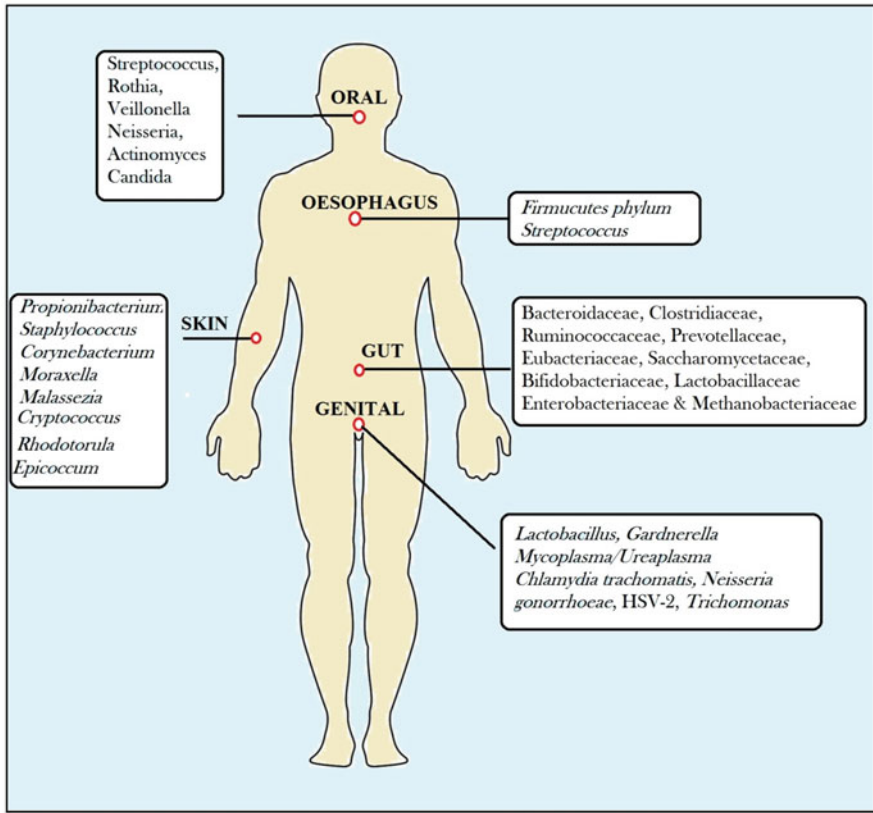 Streptococcus,
Rothia,
Veillonella
Neisseria,
Actinomyces
Candida
ORAL
OESOPHAGUS
Firmucutes phylum
Streptococcus
Propionibacterium
Staphylococcus
Corynebacterium
Moraxella
Malassezia
Cryptococcus
Rhodotorula
Epicoccum
SKIN
GUT
Bacteroidaceae, Clostridiaceae,
Ruminococcaceae, Prevotellaceae,
Eubacteriaceae, Saccharomycetaceae,
Bifidobacteriaceae, Lactobacillaceae
Enterobacteriaceae & Methanobacteriaceae
GENITAL
Lactobacillus, Gardnerella
Mycoplasma/Ureaplasma
Chlamydia trachomatis, Neisseria
gonorrhoeae, HSV-2, Trichomonas